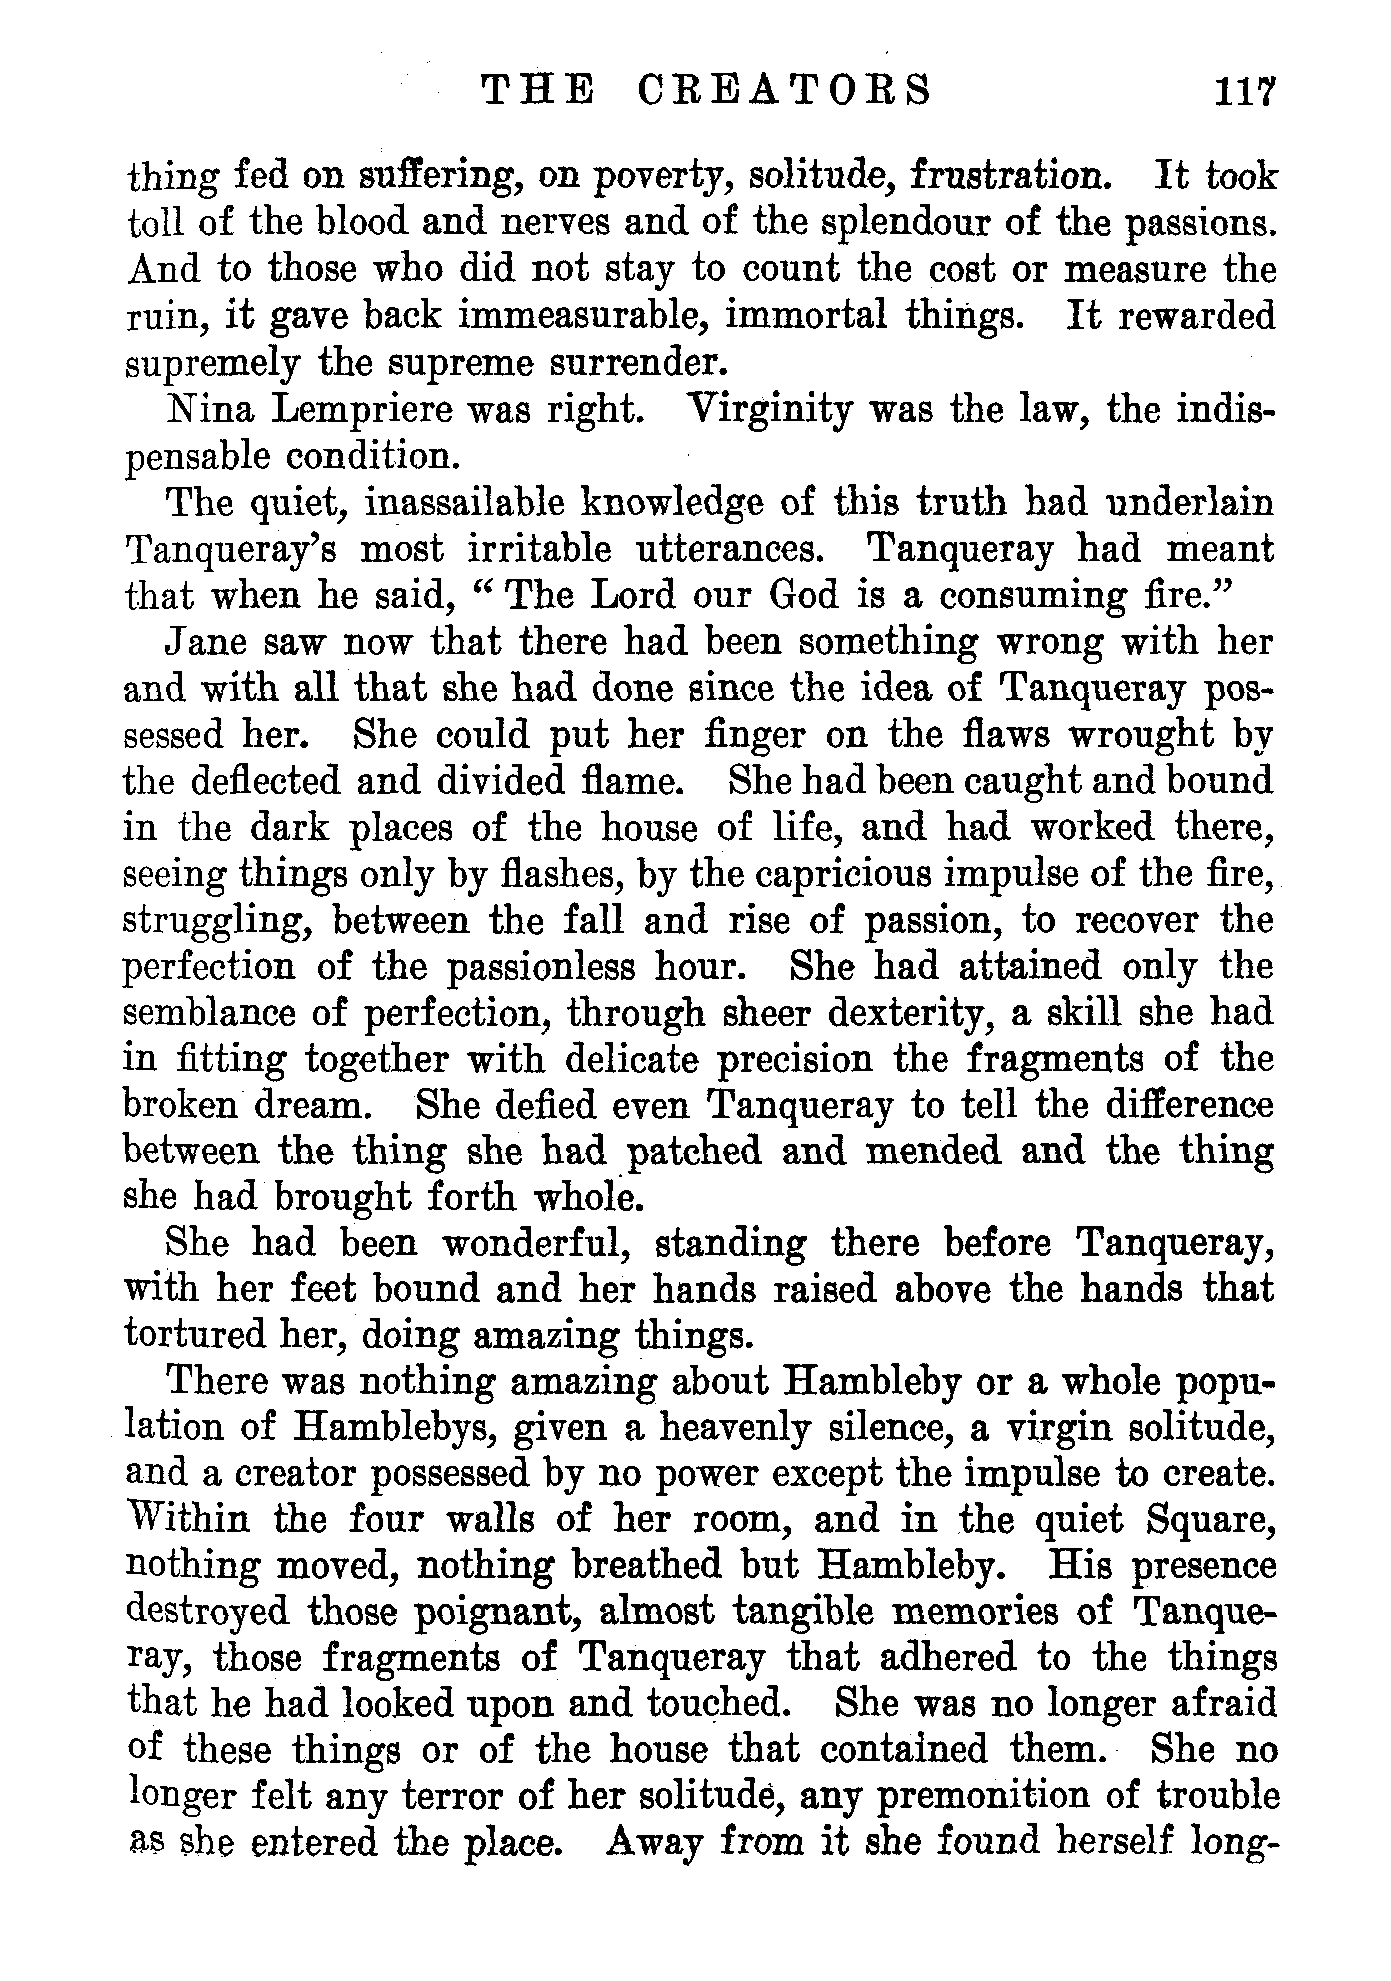 THE CREATORS 117
thing fed on suffering, on poverty, solitude, frustration. It took
toll of the blood and nerves and of the splendour of the passions.
And to those who did not stay to count the cost or measure the
ruin, it gave back immeasurable, immortal things. It rewarded
supremely the supreme surrender.
Nina Lempriere was right. Virginity was the law, the indis-
pensable condition.
The quiet, inassailable knowledge of this truth had underlain
Tanqueray's most irritable utterances. Tanqueray had meant
that when he said, “ The Lord our God is a consuming fire.”
Jane saw now that there had been something wrong with her
and with all that she had done since the idea of Tanqueray pos-
sessed her. She could put her finger on the flaws wrought by
the deflected and divided flame. She had been caught and bound
in the dark places of the house of life, and had worked there,
seeing things only by flashes, by the capricious impulse of the fire,
struggling, between the fall and rise of passion, to recover the
perfection of the passionless hour. She had attained only the
semblance of perfection, through sheer dexterity, a skill she had
in fitting together with delicate precision the fragments of the
broken dream. She defied even Tanqueray to tell the difference
between the thing she had patched and mended and the thing
she had brought forth whole.
She had been wonderful, standing there before Tanqueray,
with her feet bound and her hands raised above the hands that
tortured her, doing amazing things.
There was nothing amazing about Hambleby or a whole popu-
lation of Hamblebys, given a heavenly silence, a virgin solitude,
and a creator possessed by no power except the impulse to create.
Within the four walls of her room, and in the quiet Square,
nothing moved, nothing breathed but Hambleby. His presence
destroyed those poignant, almost tangible memories of Tanque-
ray, those fragments of Tanqueray that adhered to the things
that he had looked upon and touched. She was no longer afraid
of these things or of the house that contained them. She no
longer felt any terror of her solitude, any premonition of trouble
as she entered the place. Away from it she found herself long-